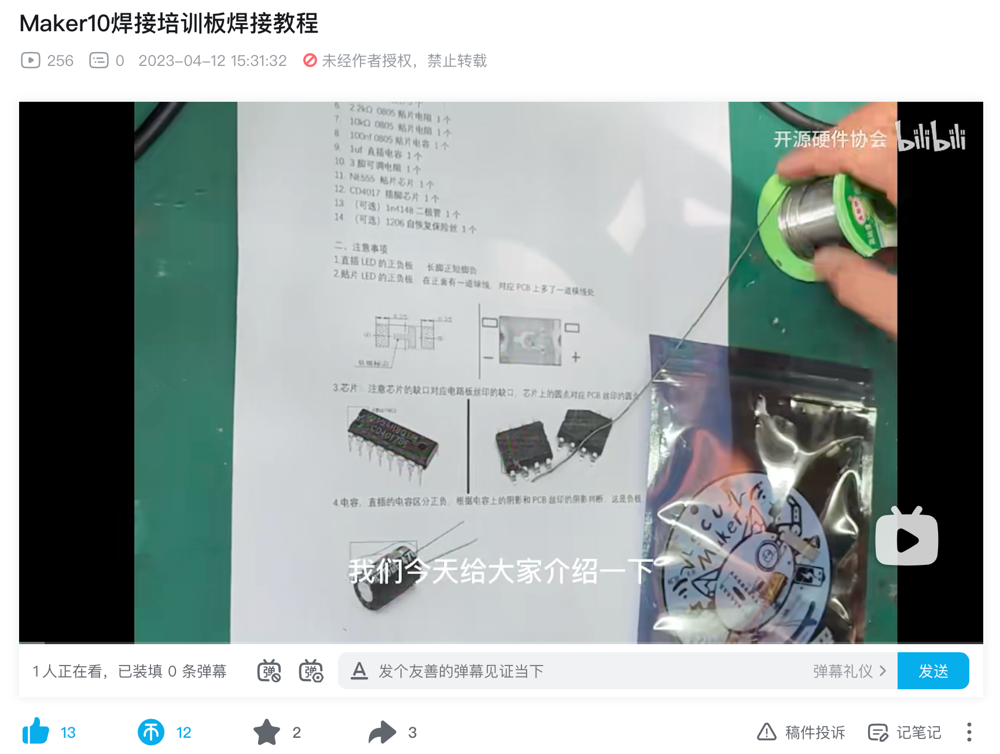 Maker10焊接培训板焊接教程
256 0 2023-04-12 15:31:32 未经作者授权，禁止转载
开源硬件协会 bilibili
6. 2.2kΩ 0805 贴片电阻 1个
7. 10kΩ 0805 贴片电阻 1个
8. 100nf 0805 贴片电容 1个
9. 1uf 直插电容 1个
10. 3脚可调电阻 1个
11. NE555 贴片芯片 1个
12. CD4017 插脚芯片 1个
13. （可选）1n4148 二极管 1个
14. （可选）1206 自恢复保险丝 1个
二、注意事项
1.直插 LED 的正负极 长脚正短脚负
2.贴片 LED 的正负极 在正面有一道绿线，对应 PCB 上多了一道横线处
- +
3.芯片 注意芯片的缺口对应电路板丝印的缺口，芯片上的圆点对应 PCB 丝印的圆点
4.电容，直插的电容区分正负，根据电容上的阴影和 PCB 丝印的阴影判断，这是负极
Maker
我们今天给大家介绍一下
1人正在看，已装填 0 条弹幕 弹 弹 A 发个友善的弹幕见证当下 弹幕礼仪 > 发送
13 12 2 3 稿件投诉 记笔记